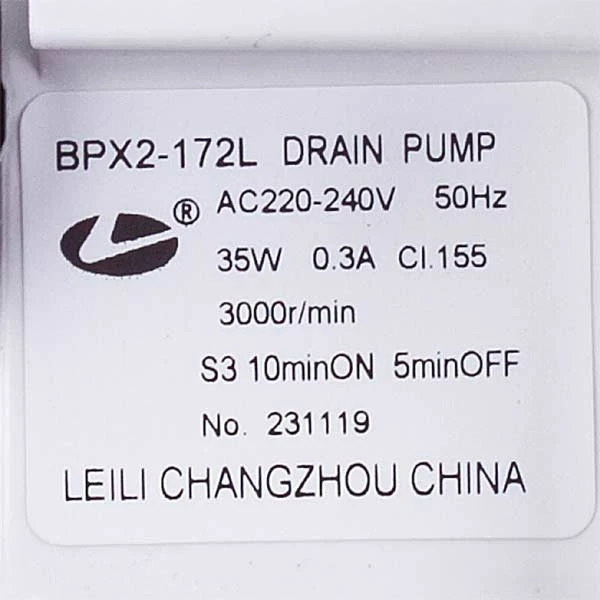 BPX2-172L DRAIN PUMP
® AC220-240V 50Hz
35W 0.3A Cl.155
3000r/min
S3 10minON 5minOFF
No. 231119
LEILI CHANGZHOU CHINA